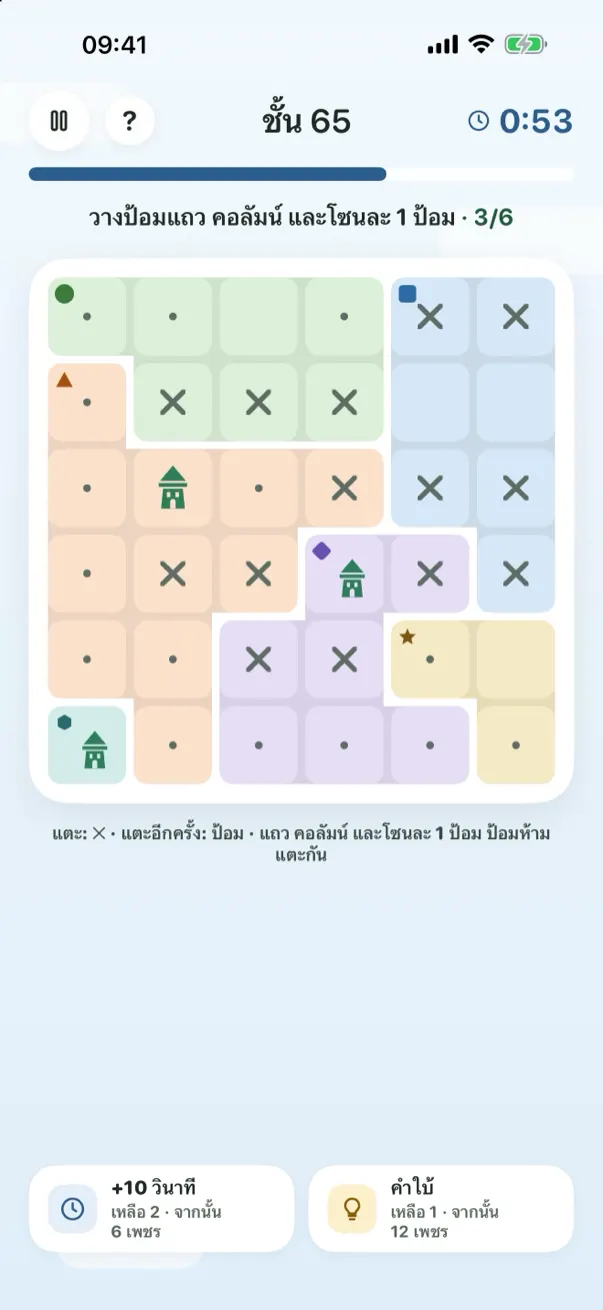 09:41
?
ชั้น 65
0:53
วางป้อมแถว คอลัมน์ และโซนละ 1 ป้อม · 3/6
แตะ: × · แตะอีกครั้ง: ป้อม · แถว คอลัมน์ และโซนละ 1 ป้อม ป้อมห้าม
แตะกัน
+10 วินาที
เหลือ 2 · จากนั้น
6 เพชร
คำใบ้
เหลือ 1 · จากนั้น
12 เพชร